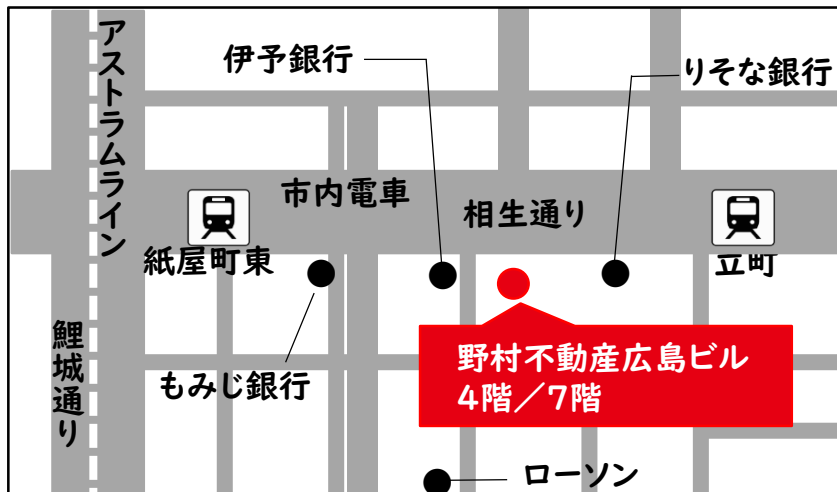 アストラムライン
伊予銀行
りそな銀行
市内電車
相生通り
紙屋町東
立町
鯉城通り
もみじ銀行
野村不動産広島ビル
4階／7階
ローソン